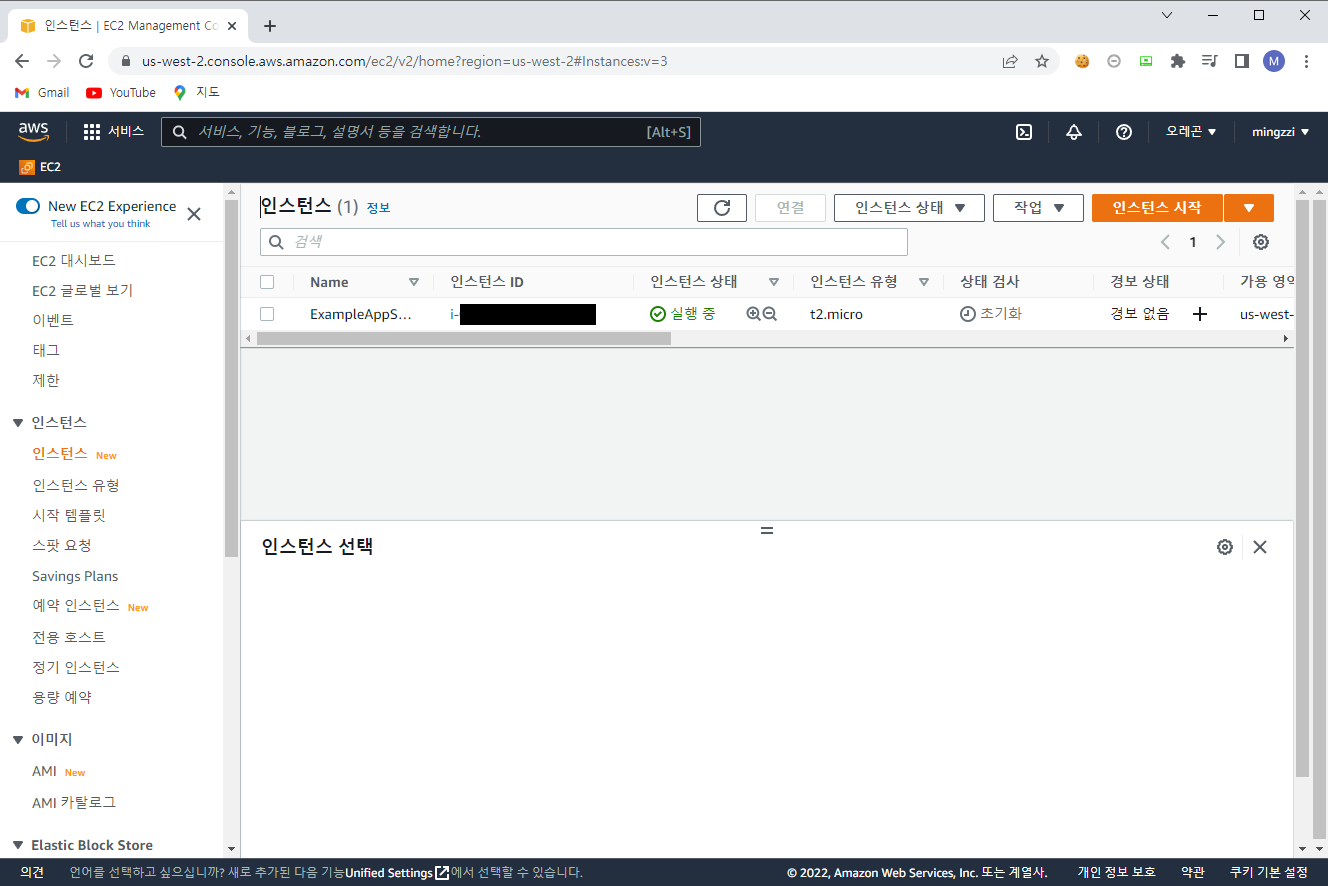 인스턴스 | EC2 Management Co
us-west-2.console.aws.amazon.com/ec2/v2/home?region=us-west-2#Instances:v=3
M
Gmail YouTube 지도
aws 서비스 서비스, 기능, 블로그, 설명서 등을 검색합니다. [Alt+S] 오레곤 mingzzi
EC2
New EC2 Experience
Tell us what you think
EC2 대시보드
EC2 글로벌 보기
이벤트
태그
제한
인스턴스
인스턴스 New
인스턴스 유형
시작 템플릿
스팟 요청
Savings Plans
예약 인스턴스 New
전용 호스트
정기 인스턴스
용량 예약
이미지
AMI New
AMI 카탈로그
Elastic Block Store
인스턴스 (1) 정보 연결 인스턴스 상태 작업 인스턴스 시작
검색 1
Name 인스턴스 ID 인스턴스 상태 인스턴스 유형 상태 검사 경보 상태 가용 영역
ExampleAppS... i- 실행 중 t2.micro 초기화 경보 없음 us-west-
인스턴스 선택
의견 언어를 선택하고 싶으십니까? 새로 추가된 다음 기능Unified Settings에서 선택할 수 있습니다. © 2022, Amazon Web Services, Inc. 또는 계열사. 개인 정보 보호 약관 쿠키 기본 설정